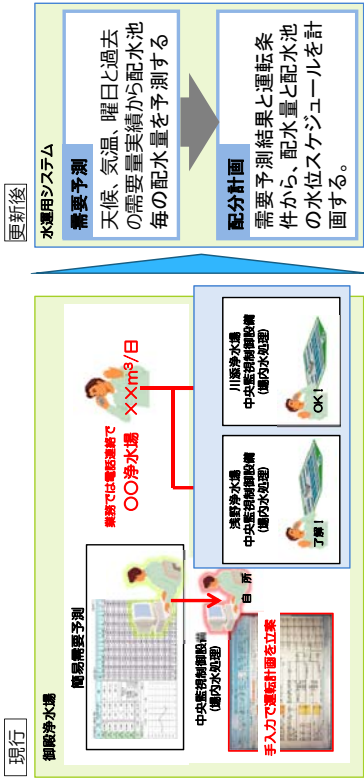 現行
御殿浄水場
簡易需要予測
中央監視制御設備
(場内水処理)
自所
手入力で運転計画を立案
業務では電話連絡で
〇〇浄水場 ××m³/日
浅野浄水場
中央監視制御設備
(場内水処理)
了解!
川添浄水場
中央監視制御設備
(場内水処理)
OK!
更新後
水運用システム
需要予測
天候、気温、曜日と過去
の需要量実績から配水池
毎の配水量を予測する
配分計画
需要予測結果と運転条
件から、配水量と配水池
の水位スケジュールを計
画する。